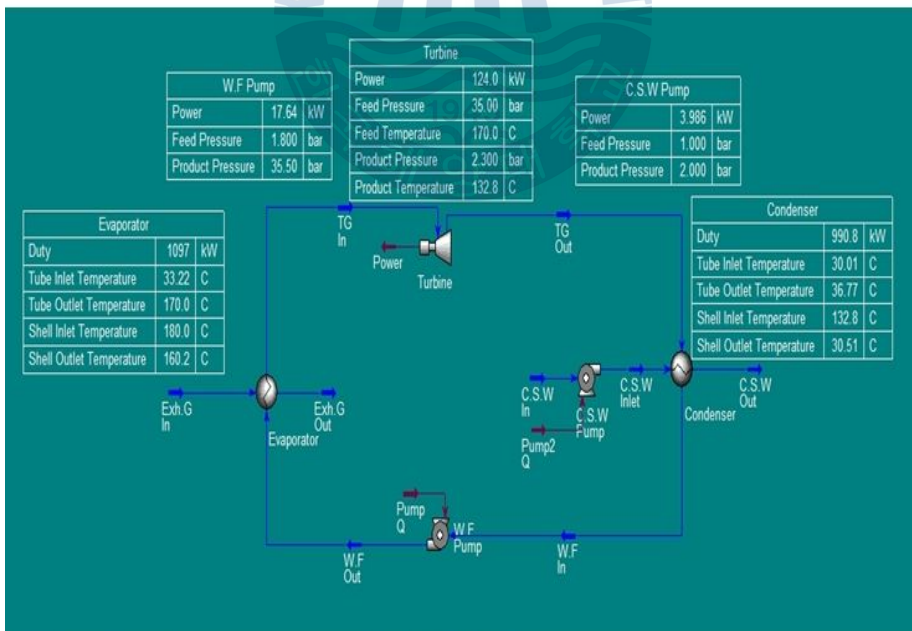 Turbine
Power 124.0 kW
Feed Pressure 35.00 bar
Feed Temperature 170.0 C
Product Pressure 2.300 bar
Product Temperature 132.8 C
W.F Pump
Power 17.64 kW
Feed Pressure 1.800 bar
Product Pressure 35.50 bar
C.S.W Pump
Power 3.986 kW
Feed Pressure 1.000 bar
Product Pressure 2.000 bar
Evaporator
Duty 1097 kW
Tube Inlet Temperature 33.22 C
Tube Outlet Temperature 170.0 C
Shell Inlet Temperature 180.0 C
Shell Outlet Temperature 160.2 C
Condenser
Duty 990.8 kW
Tube Inlet Temperature 30.01 C
Tube Outlet Temperature 36.77 C
Shell Inlet Temperature 132.8 C
Shell Outlet Temperature 30.51 C
TG
In
Power
Turbine
TG
Out
Exh.G
In
Evaporator
Exh.G
Out
C.S.W
In
Pump2
Q
C.S.W
Pump
C.S.W
Inlet
Condenser
C.S.W
Out
Pump
Q
W.F
Pump
W.F
Out
W.F
In